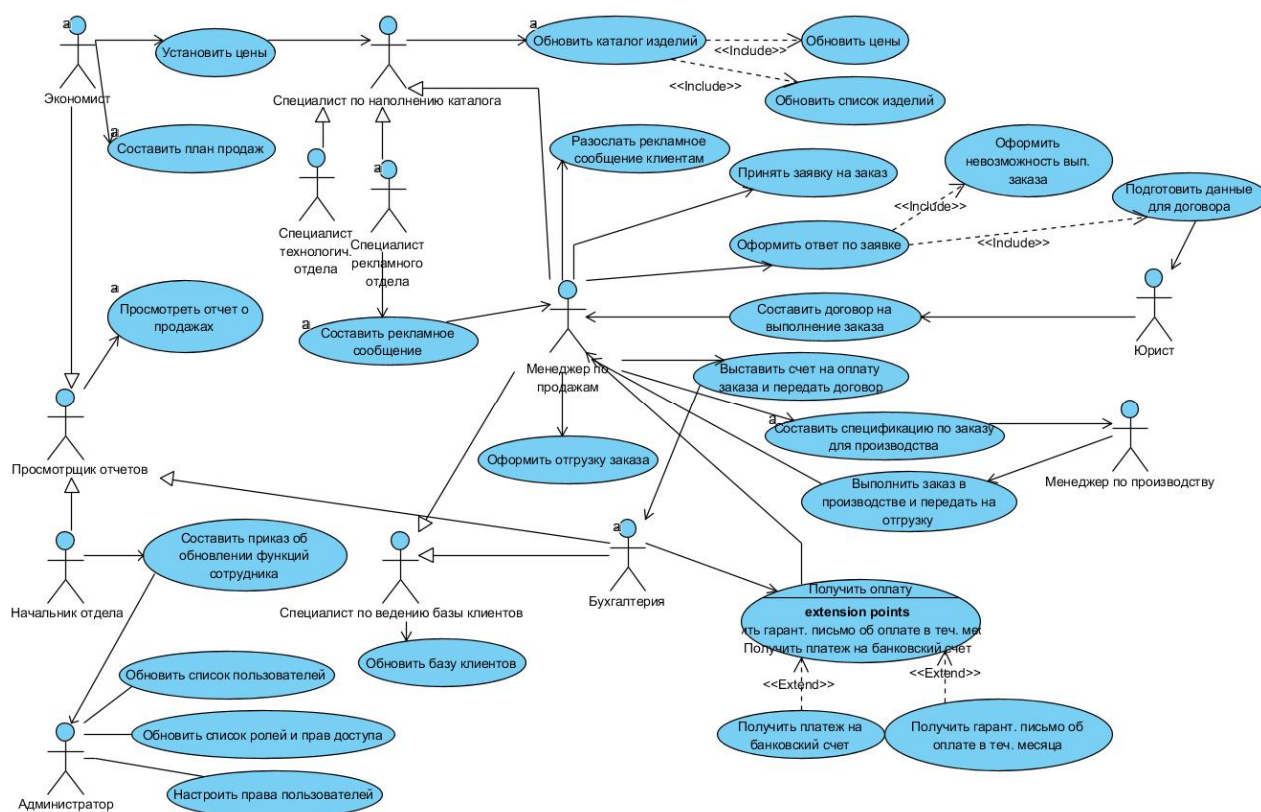 a
Экономист
Установить цены
Специалист по наполнению каталога
a
Обновить каталог изделий
<<Include>>
Обновить цены
<<Include>>
Обновить список изделий
a
Составить план продаж
Специалист
технологич.
отдела
a
Специалист
рекламного
отдела
Разослать рекламное
сообщение клиентам
Принять заявку на заказ
Оформить
невозможность вып.
заказа
<<Include>>
Подготовить данные
для договора
Оформить ответ по заявке
<<Include>>
a
Просмотреть отчет о
продажах
a
Составить рекламное
сообщение
Менеджер по
продажам
Составить договор на
выполнение заказа
Юрист
Выставить счет на оплату
заказа и передать договор
Просмотрщик отчетов
Оформить отгрузку заказа
a
Составить спецификацию по заказу
для производства
Менеджер по производству
Выполнить заказ в
производстве и передать на
отгрузку
Начальник отдела
Составить приказ об
обновлении функций
сотрудника
Специалист по ведению базы клиентов
a
Бухгалтерия
Получить оплату
extension points
ить гарант. письмо об оплате в теч. мес
Получить платеж на банковский счет
Обновить базу клиентов
<<Extend>>
<<Extend>>
Обновить список пользователей
Обновить список ролей и прав доступа
Получить платеж на
банковский счет
Получить гарант. письмо об
оплате в теч. месяца
Администратор
Настроить права пользователей